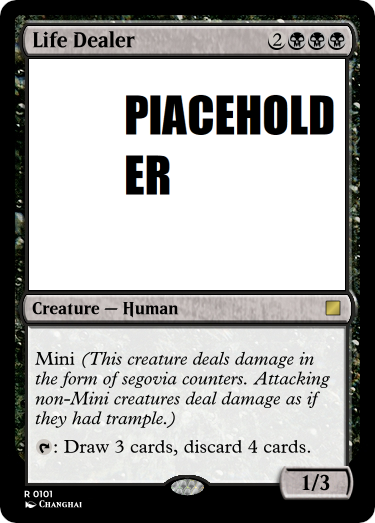 Life Dealer 2
PIACEHOLD
ER
Creature — Human
Mini (This creature deals damage in
the form of segovia counters. Attacking
non-Mini creatures deal damage as if
they had trample.)
: Draw 3 cards, discard 4 cards.
1/3
R 0101
CHANGHAI